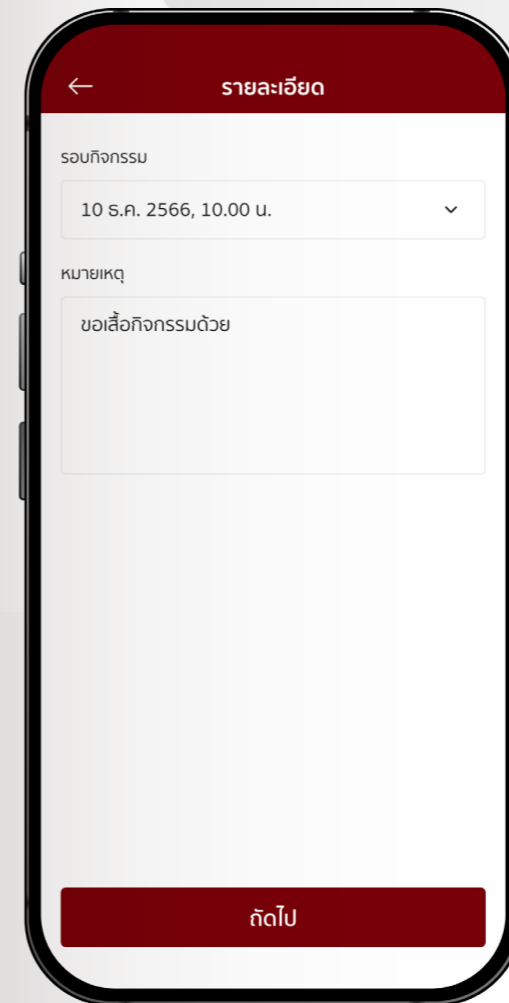 รายละเอียด
รอบกิจกรรม
10 ธ.ค. 2566, 10.00 น.
หมายเหตุ
ขอเสื้อกิจกรรมด้วย
ถัดไป